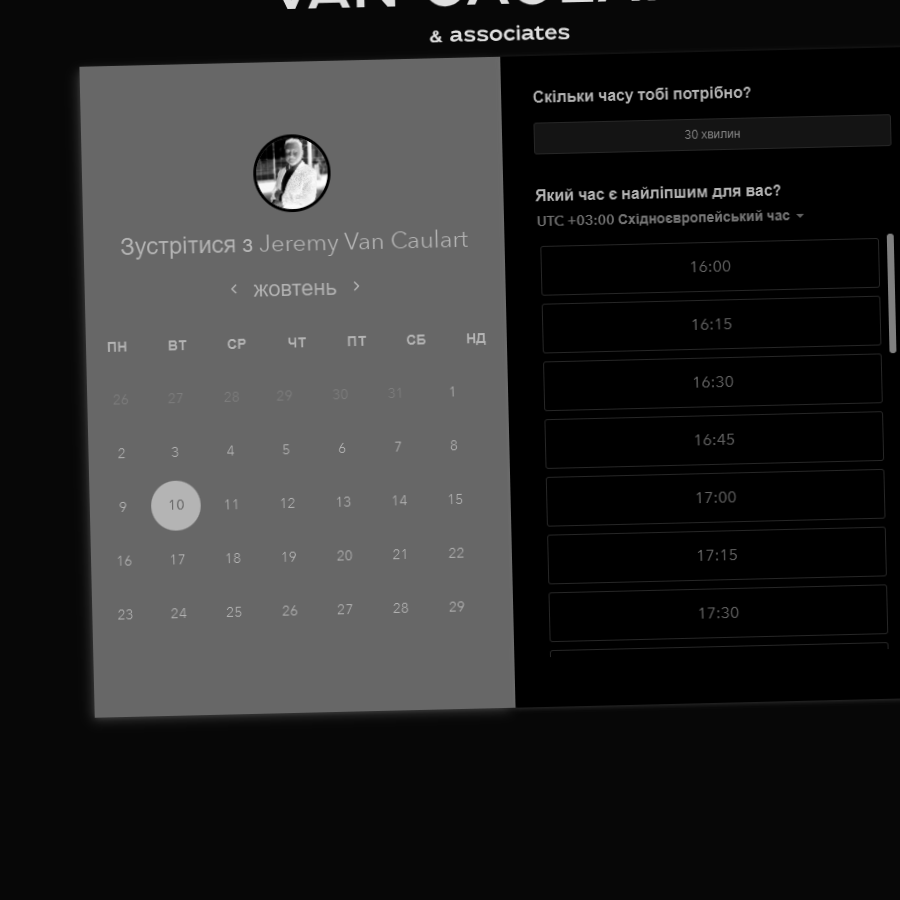 & associates
Зустрітися з Jeremy Van Caulart
жовтень
ПН ВТ СР ЧТ ПТ СБ НД
26 27 28 29 30 31 1
2 3 4 5 6 7 8
9 10 11 12 13 14 15
16 17 18 19 20 21 22
23 24 25 26 27 28 29
Скільки часу тобі потрібно?
30 хвилин
Який час є найліпшим для вас?
UTC +03:00 Східноєвропейський час
16:00
16:15
16:30
16:45
17:00
17:15
17:30